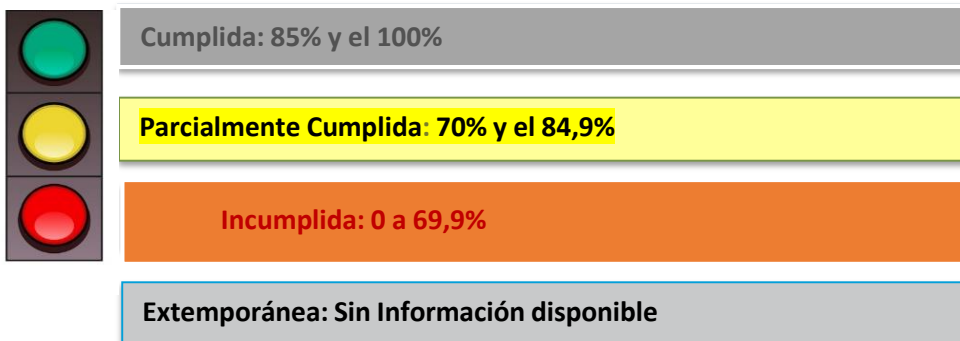 Cumplida: 85% y el 100%
Parcialmente Cumplida: 70% y el 84,9%
Incumplida: 0 a 69,9%
Extemporánea: Sin Información disponible